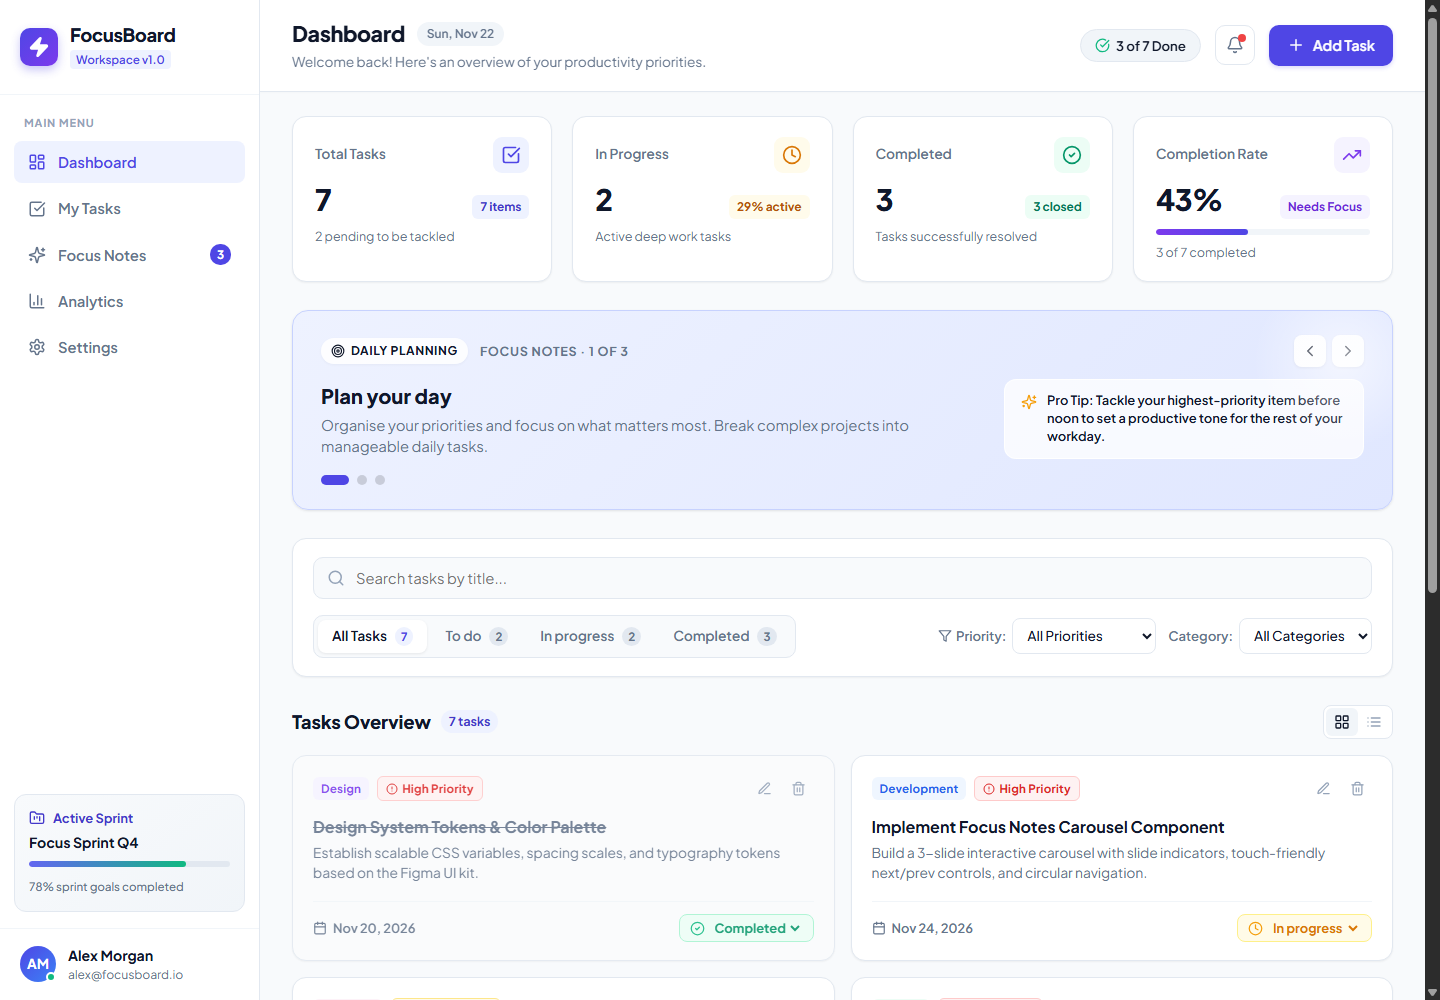 FocusBoard
Workspace v1.0
MAIN MENU
Dashboard
My Tasks
Focus Notes
3
Analytics
Settings
Active Sprint
Focus Sprint Q4
78% sprint goals completed
AM
Alex Morgan
alex@focusboard.io
Dashboard
Sun, Nov 22
Welcome back! Here's an overview of your productivity priorities.
3 of 7 Done
Add Task
Total Tasks
7
7 items
2 pending to be tackled
In Progress
2
29% active
Active deep work tasks
Completed
3
3 closed
Tasks successfully resolved
Completion Rate
43%
Needs Focus
3 of 7 completed
DAILY PLANNING
FOCUS NOTES · 1 OF 3
Plan your day
Organise your priorities and focus on what matters most. Break complex projects into
manageable daily tasks.
Pro Tip: Tackle your highest-priority item before
noon to set a productive tone for the rest of your
workday.
Search tasks by title...
All Tasks 7
To do 2
In progress 2
Completed 3
Priority:
All Priorities
Category:
All Categories
Tasks Overview
7 tasks
Design
High Priority
Design System Tokens & Color Palette
Establish scalable CSS variables, spacing scales, and typography tokens
based on the Figma UI kit.
Nov 20, 2026
Completed
Development
High Priority
Implement Focus Notes Carousel Component
Build a 3-slide interactive carousel with slide indicators, touch-friendly
next/prev controls, and circular navigation.
Nov 24, 2026
In progress